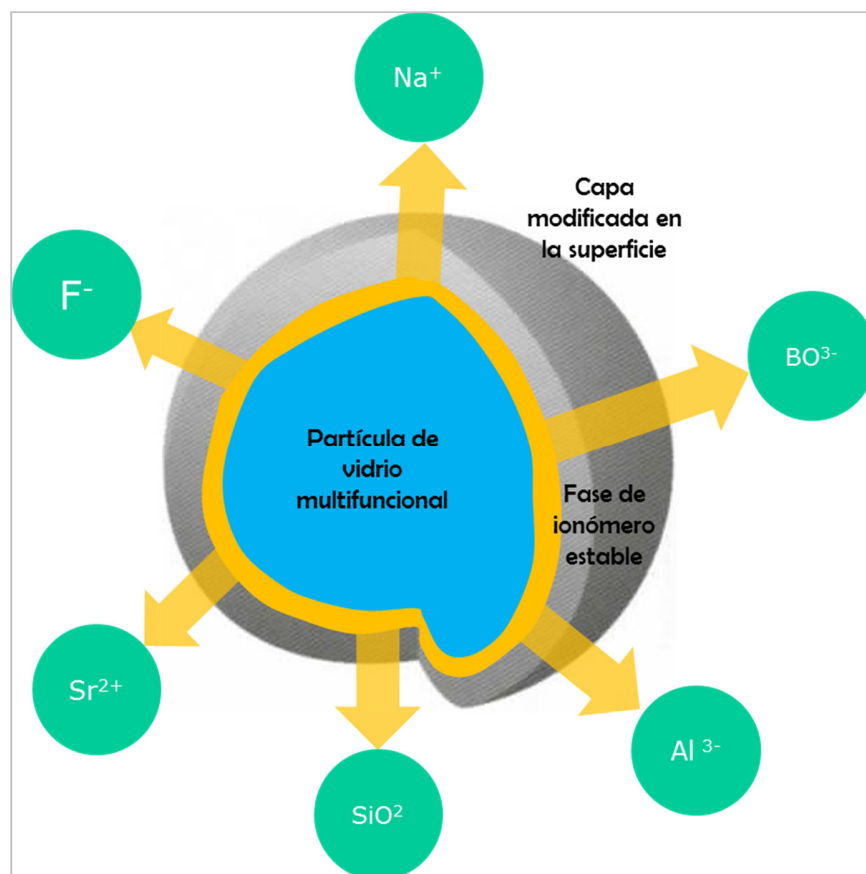 Na⁺
Capa
modificada en
la superficie
F⁻
BO³⁻
Partícula de
vidrio
multifuncional
Fase de
ionómero
estable
Sr²⁺
Al ³⁻
SiO²